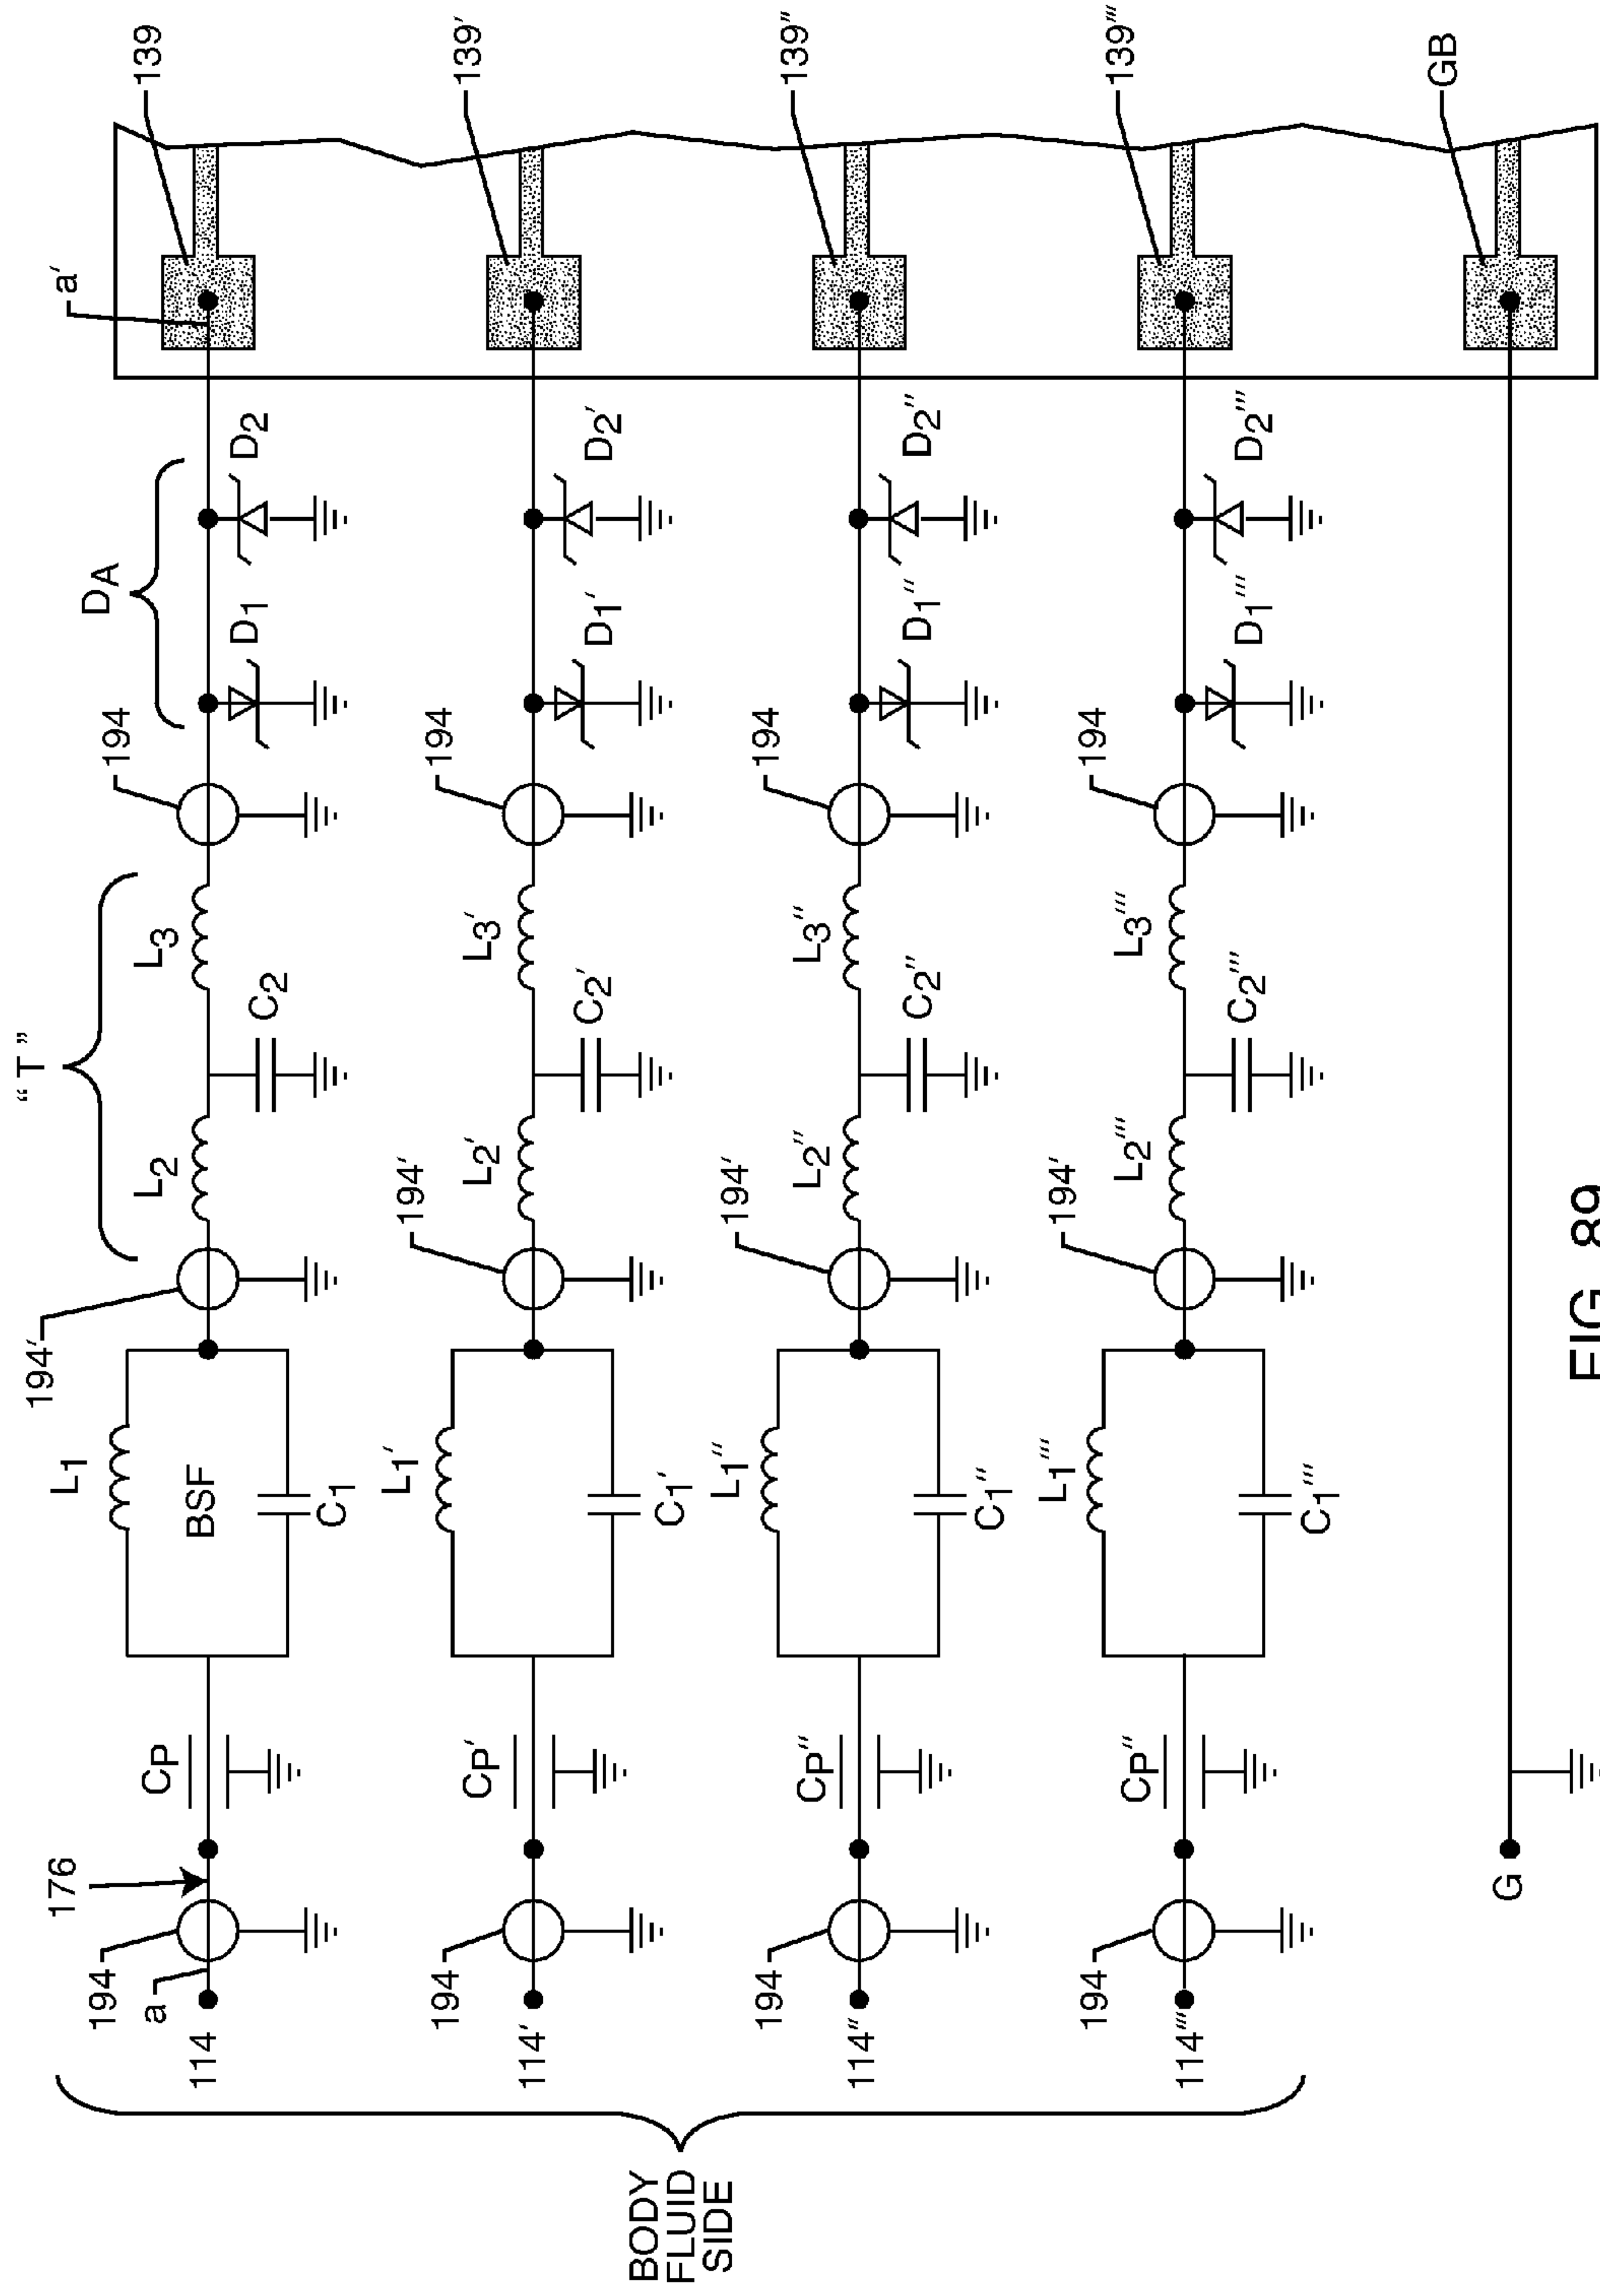 139
139′
139″
139‴
GB
a′
DA
D2
D2′
D2″
D2‴
D1
D1′
D1″
D1‴
194
194
194
194
“T”
L3
L3′
L3″
L3‴
C2
C2′
C2″
C2‴
L2
L2′
L2″
L2‴
194′
194′
194′
194′
L1
L1′
L1″
L1‴
BSF
C1
C1′
C1″
C1‴
CP
CP′
CP″
CP″
176
194
194
194
194
a
114
114′
114″
114‴
G
BODY
FLUID
SIDE
FIG. 89